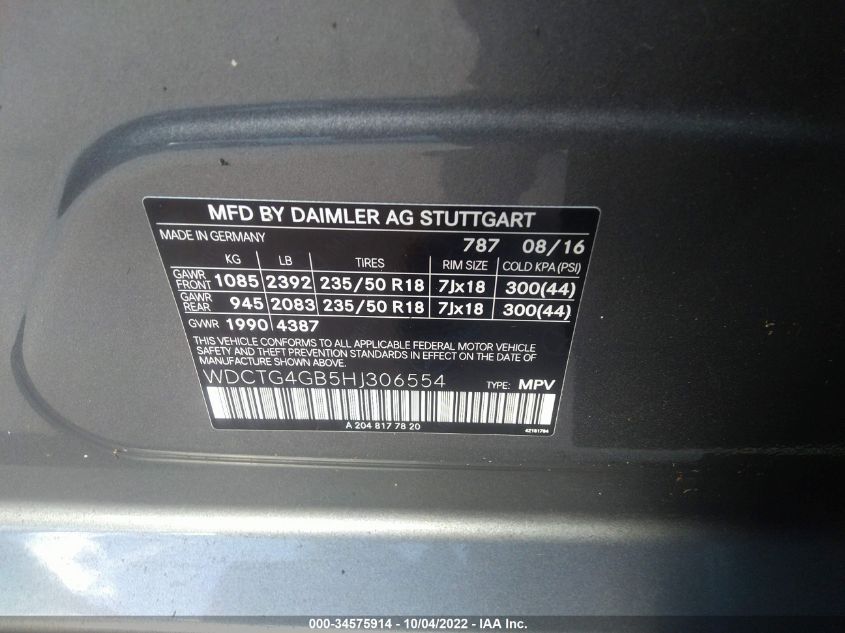 MFD BY DAIMLER AG STUTTGART
MADE IN GERMANY 787 08/16
KG LB TIRES RIM SIZE COLD KPA (PSI)
GAWR FRONT 1085 2392 235/50 R18 7Jx18 300(44)
GAWR REAR 945 2083 235/50 R18 7Jx18 300(44)
GVWR 1990 4387
THIS VEHICLE CONFORMS TO ALL APPLICABLE FEDERAL MOTOR VEHICLE
SAFETY AND THEFT PREVENTION STANDARDS IN EFFECT ON THE DATE OF
MANUFACTURE SHOWN ABOVE.
WDCTG4GB5HJ306554 TYPE: MPV
A 204 817 78 20 42181794
000-34575914 - 10/04/2022 - IAA Inc.